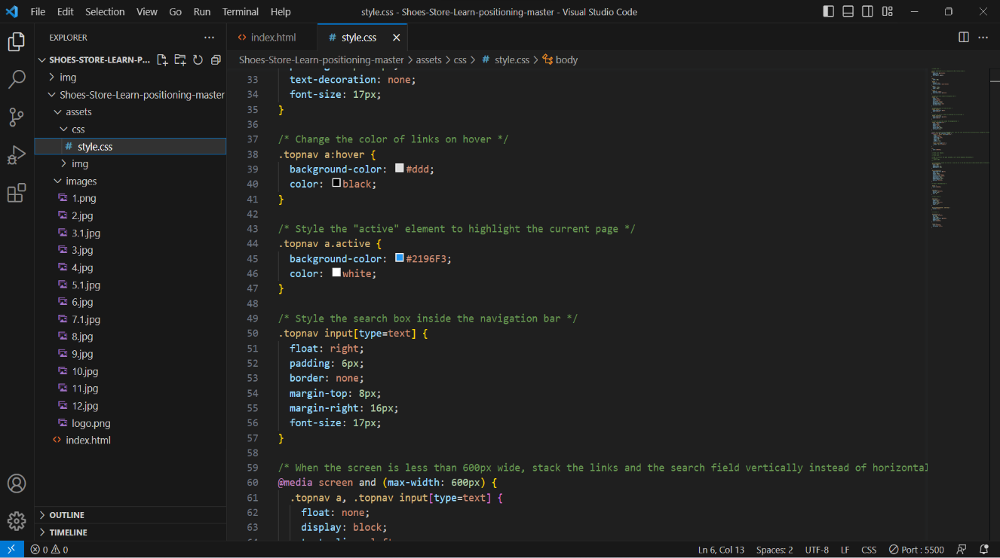 File Edit Selection View Go Run Terminal Help
style.css - Shoes-Store-Learn-positioning-master - Visual Studio Code
EXPLORER
SHOES-STORE-LEARN-P...
img
Shoes-Store-Learn-positioning-master
assets
css
# style.css
img
images
1.png
2.jpg
3.1.jpg
3.jpg
4.jpg
5.1.jpg
6.jpg
7.1.jpg
8.jpg
9.jpg
10.jpg
11.jpg
12.jpg
logo.png
<> index.html
OUTLINE
TIMELINE
<> index.html
# style.css
Shoes-Store-Learn-positioning-master > assets > css > # style.css > body
33 text-decoration: none;
34 font-size: 17px;
35 }
36
37 /* Change the color of links on hover */
38 .topnav a:hover {
39 background-color: #ddd;
40 color: black;
41 }
42
43 /* Style the "active" element to highlight the current page */
44 .topnav a.active {
45 background-color: #2196F3;
46 color: white;
47 }
48
49 /* Style the search box inside the navigation bar */
50 .topnav input[type=text] {
51 float: right;
52 padding: 6px;
53 border: none;
54 margin-top: 8px;
55 margin-right: 16px;
56 font-size: 17px;
57 }
58
59 /* When the screen is less than 600px wide, stack the links and the search field vertically instead of horizontal
60 @media screen and (max-width: 600px) {
61 .topnav a, .topnav input[type=text] {
62 float: none;
63 display: block;
0 0
Ln 6, Col 13 Spaces: 2 UTF-8 LF CSS Port : 5500